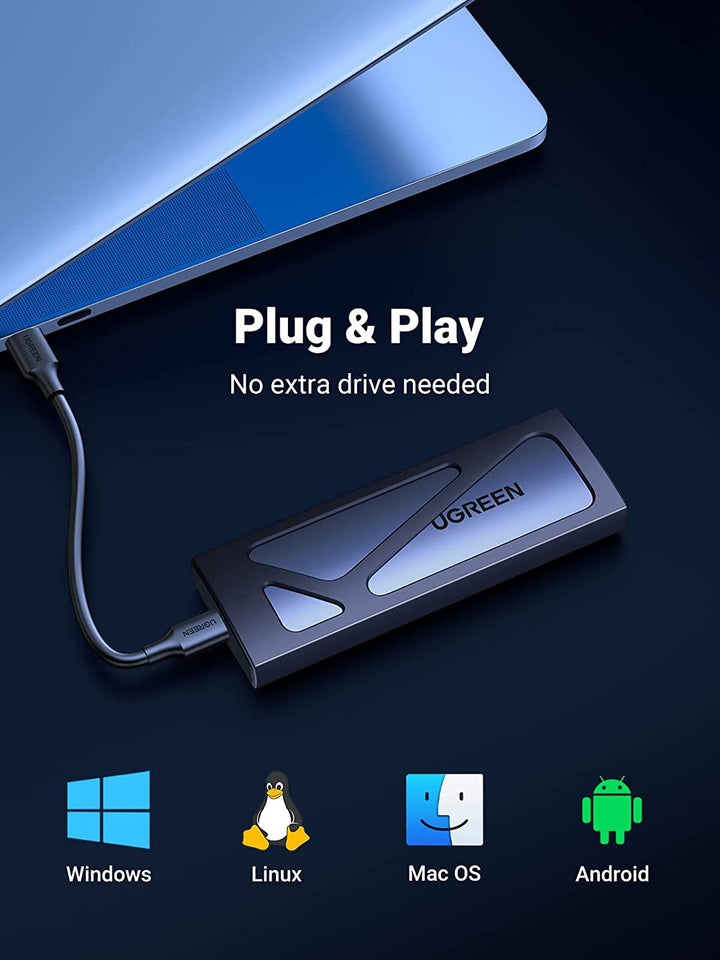 Plug & Play
No extra drive needed
UGREEN
UGREEN
UGREEN
Windows
Linux
Mac OS
Android